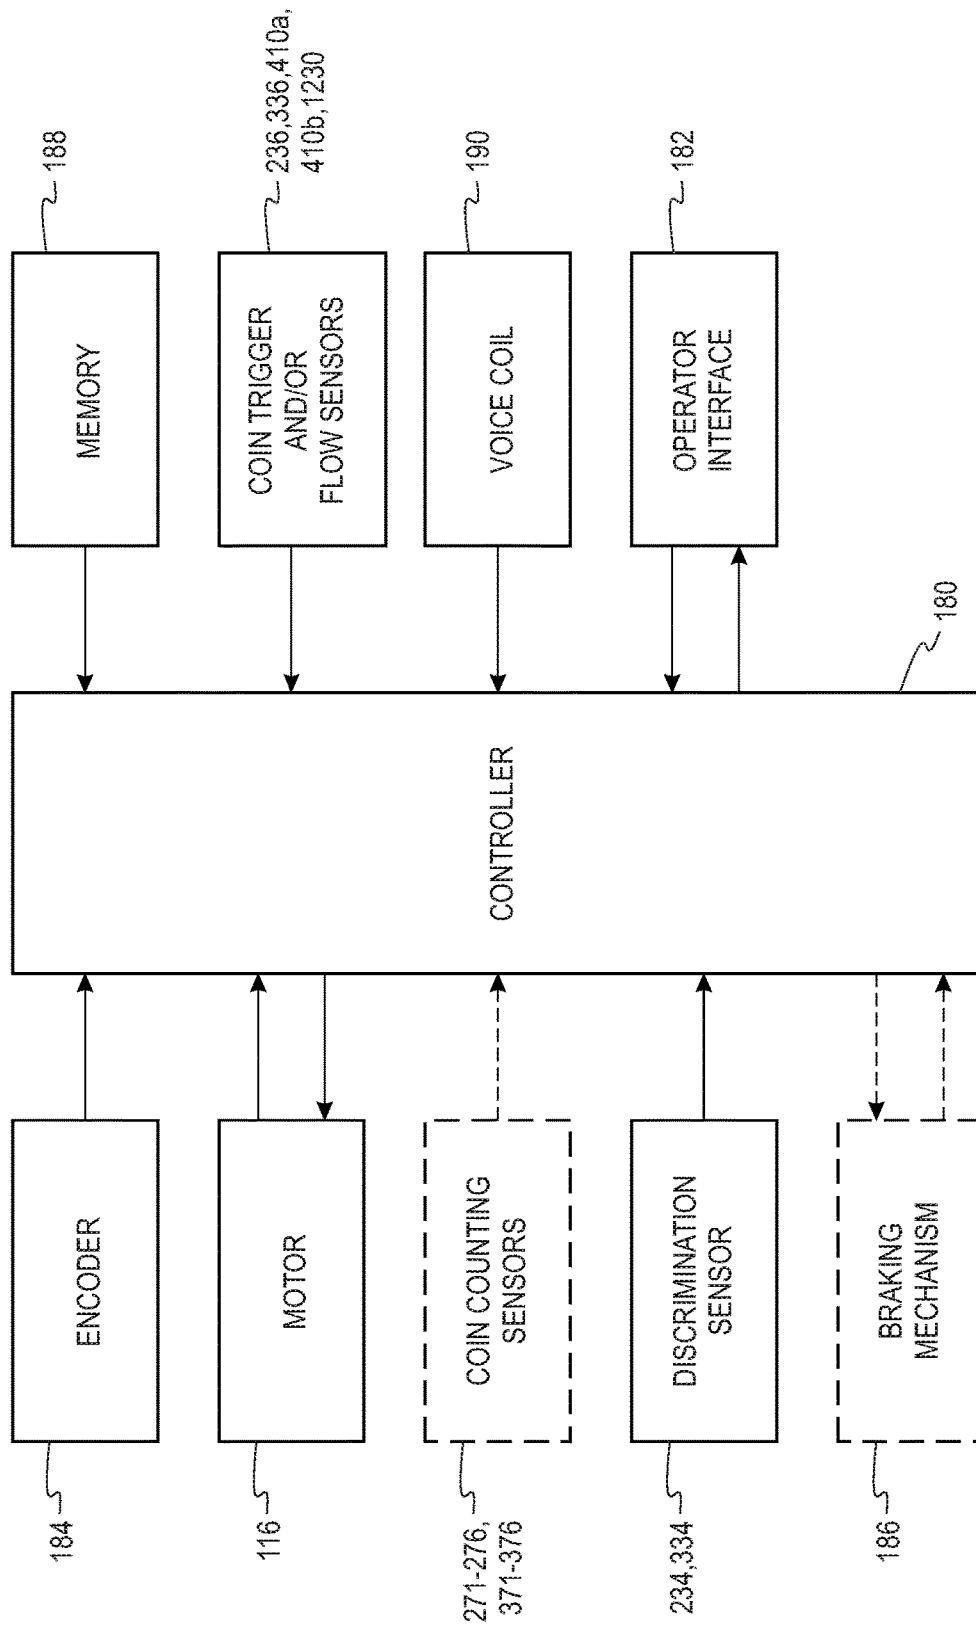 184
ENCODER
116
MOTOR
271-276,
371-376
COIN COUNTING
SENSORS
234,334
DISCRIMINATION
SENSOR
186
BRAKING
MECHANISM
CONTROLLER
180
MEMORY
188
COIN TRIGGER
AND/OR
FLOW SENSORS
236,336,410a,
410b,1230
VOICE COIL
190
OPERATOR
INTERFACE
182